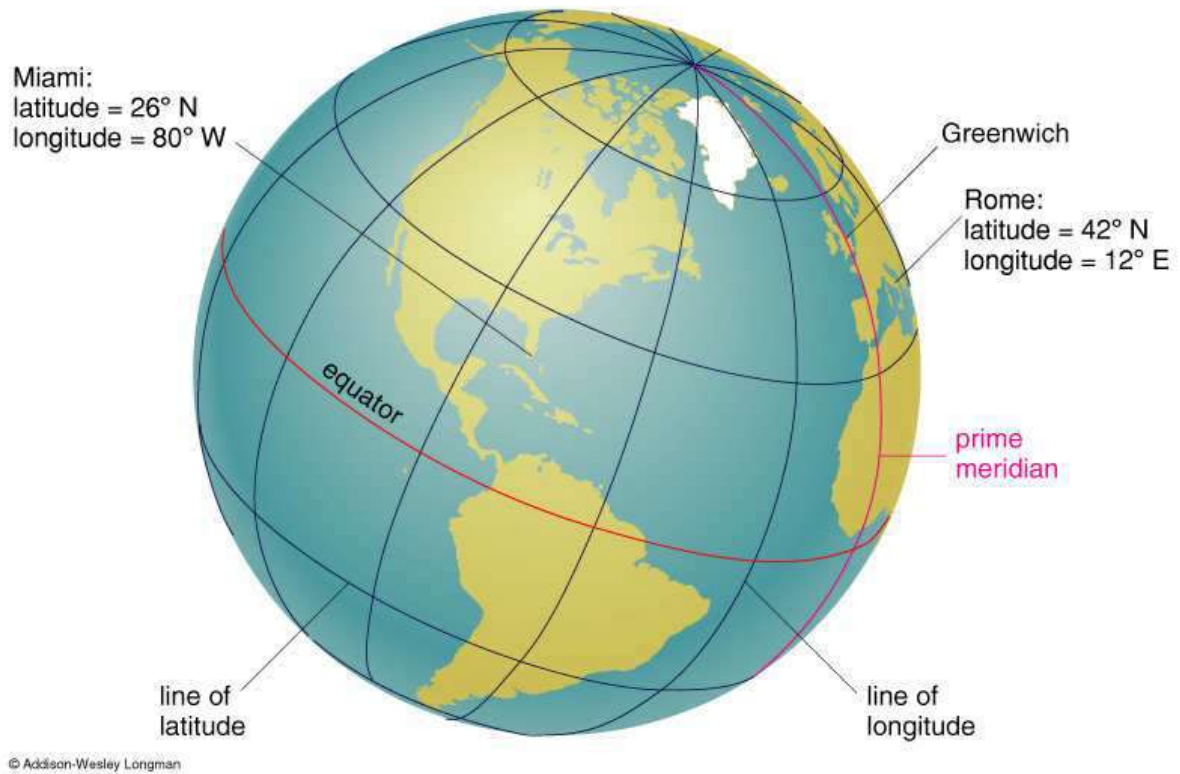 Miami:
latitude = 26° N
longitude = 80° W
Greenwich
Rome:
latitude = 42° N
longitude = 12° E
equator
prime
meridian
line of
latitude
line of
longitude
© Addison-Wesley Longman